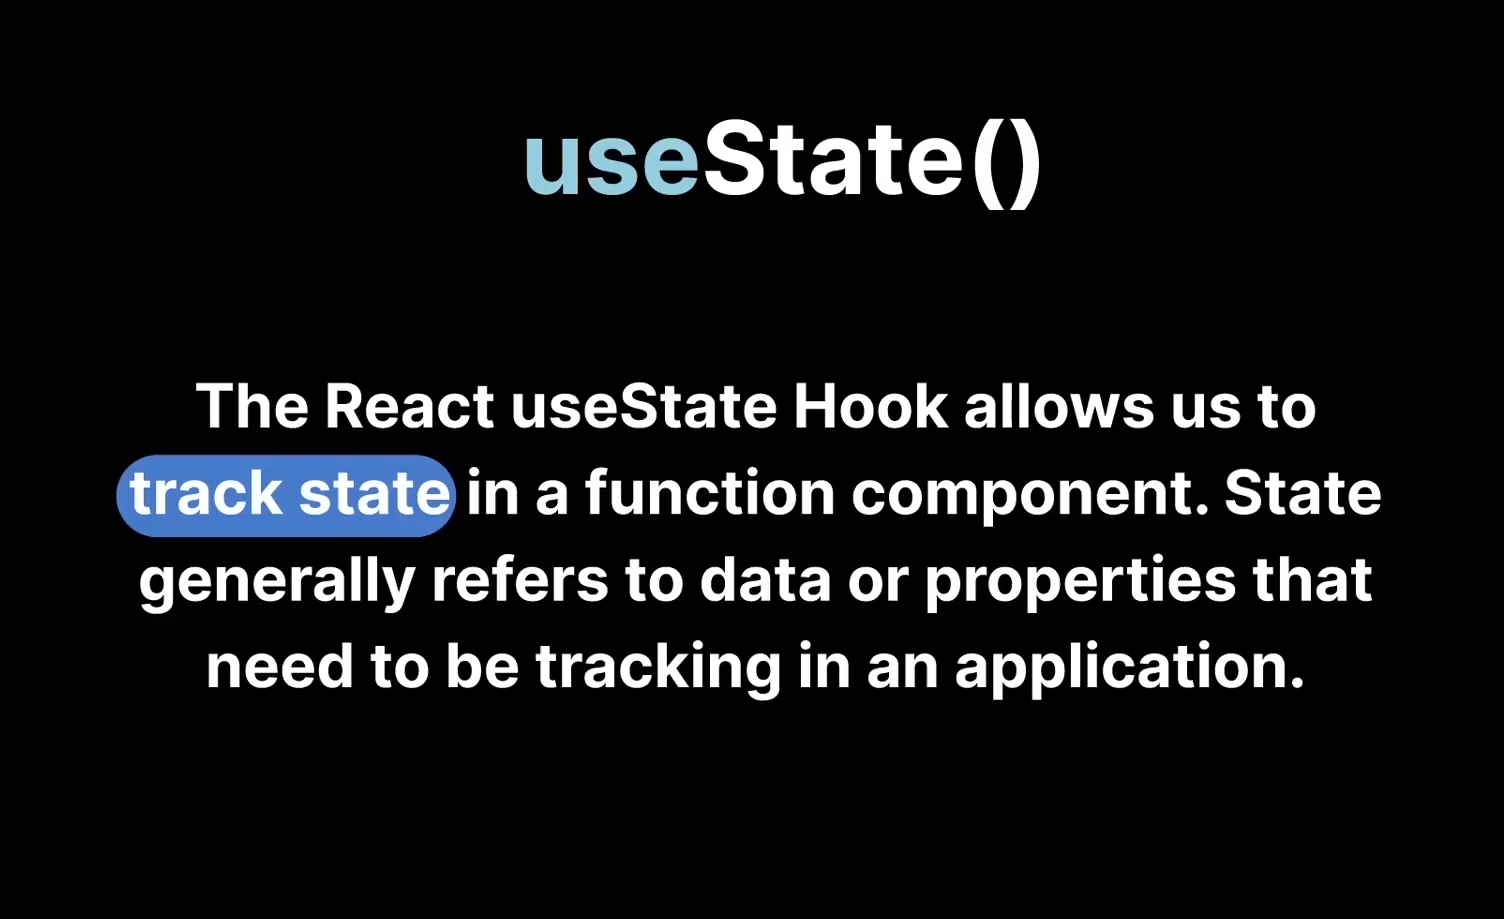 useState()
The React useState Hook allows us to
track state in a function component. State
generally refers to data or properties that
need to be tracking in an application.